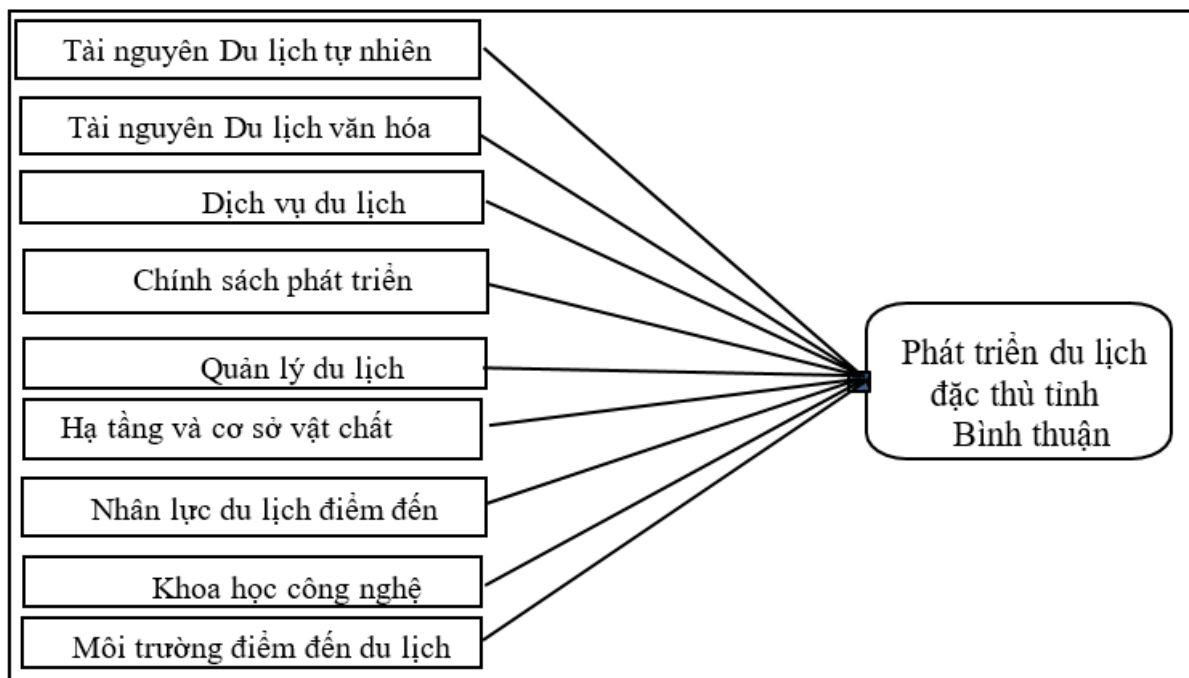 Tài nguyên Du lịch tự nhiên
Tài nguyên Du lịch văn hóa
Dịch vụ du lịch
Chính sách phát triển
Quản lý du lịch
Hạ tầng và cơ sở vật chất
Nhân lực du lịch điểm đến
Khoa học công nghệ
Môi trường điểm đến du lịch
Phát triển du lịch
đặc thù tỉnh
Bình thuận